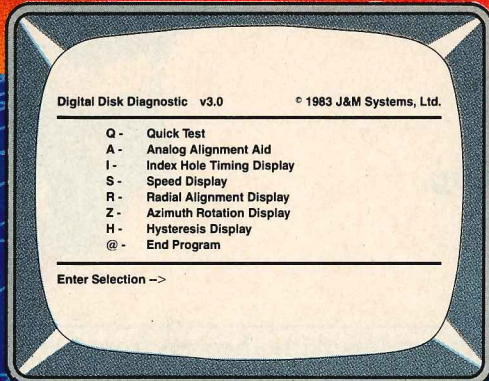 Digital Disk Diagnostic v3.0 © 1983 J&M Systems, Ltd.
Q - Quick Test
A - Analog Alignment Aid
I - Index Hole Timing Display
S - Speed Display
R - Radial Alignment Display
Z - Azimuth Rotation Display
H - Hysteresis Display
@ - End Program
Enter Selection -->